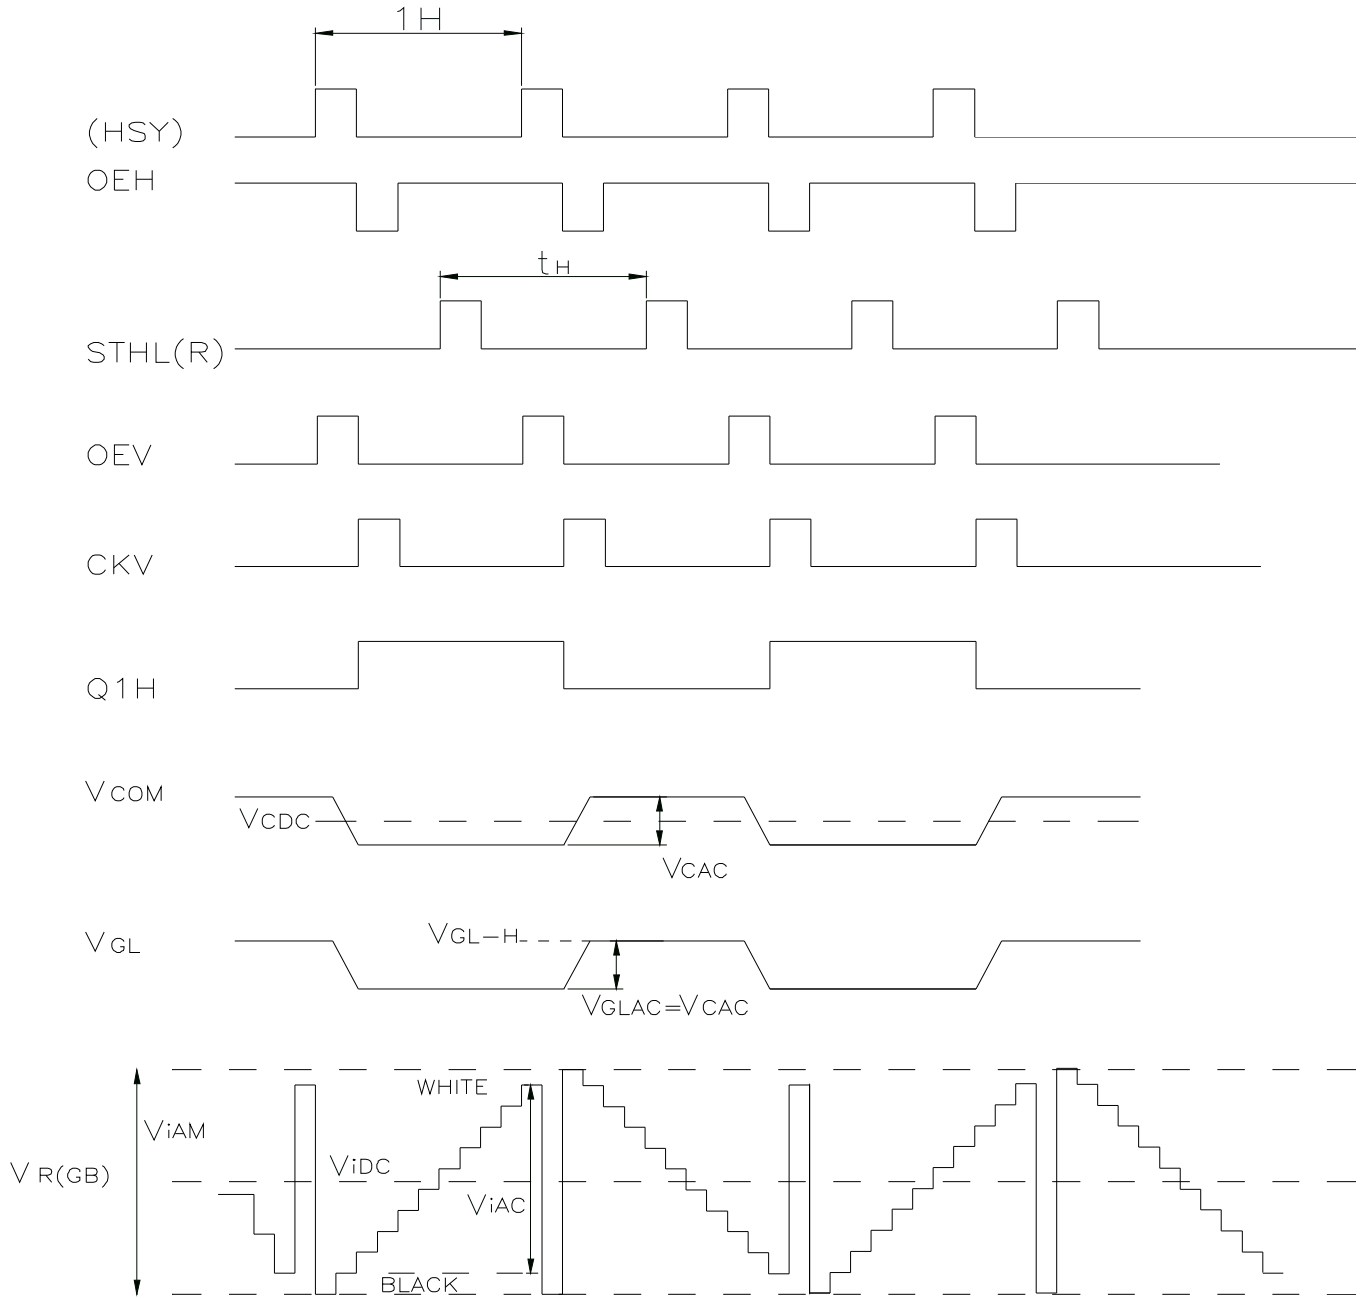 1H
(HSY)
OEH
tH
STHL(R)
OEV
CKV
Q1H
VCOM
VCDC
VCAC
VGL
VGL-H
VGLAC=VCAC
WHITE
ViAM
ViDC
VR(GB)
ViAC
BLACK